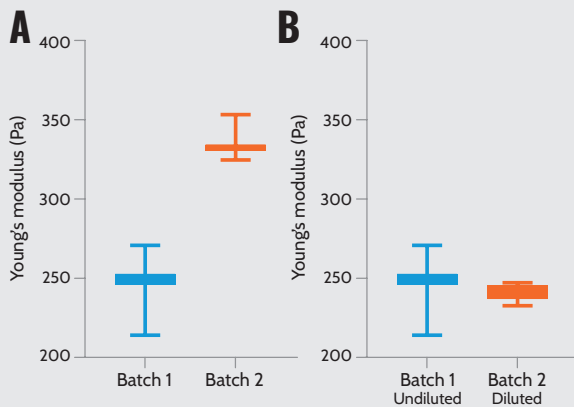 A
Young's modulus (Pa)
400
350
300
250
200
Batch 1
Batch 2
B
Young's modulus (Pa)
400
350
300
250
200
Batch 1
Undiluted
Batch 2
Diluted